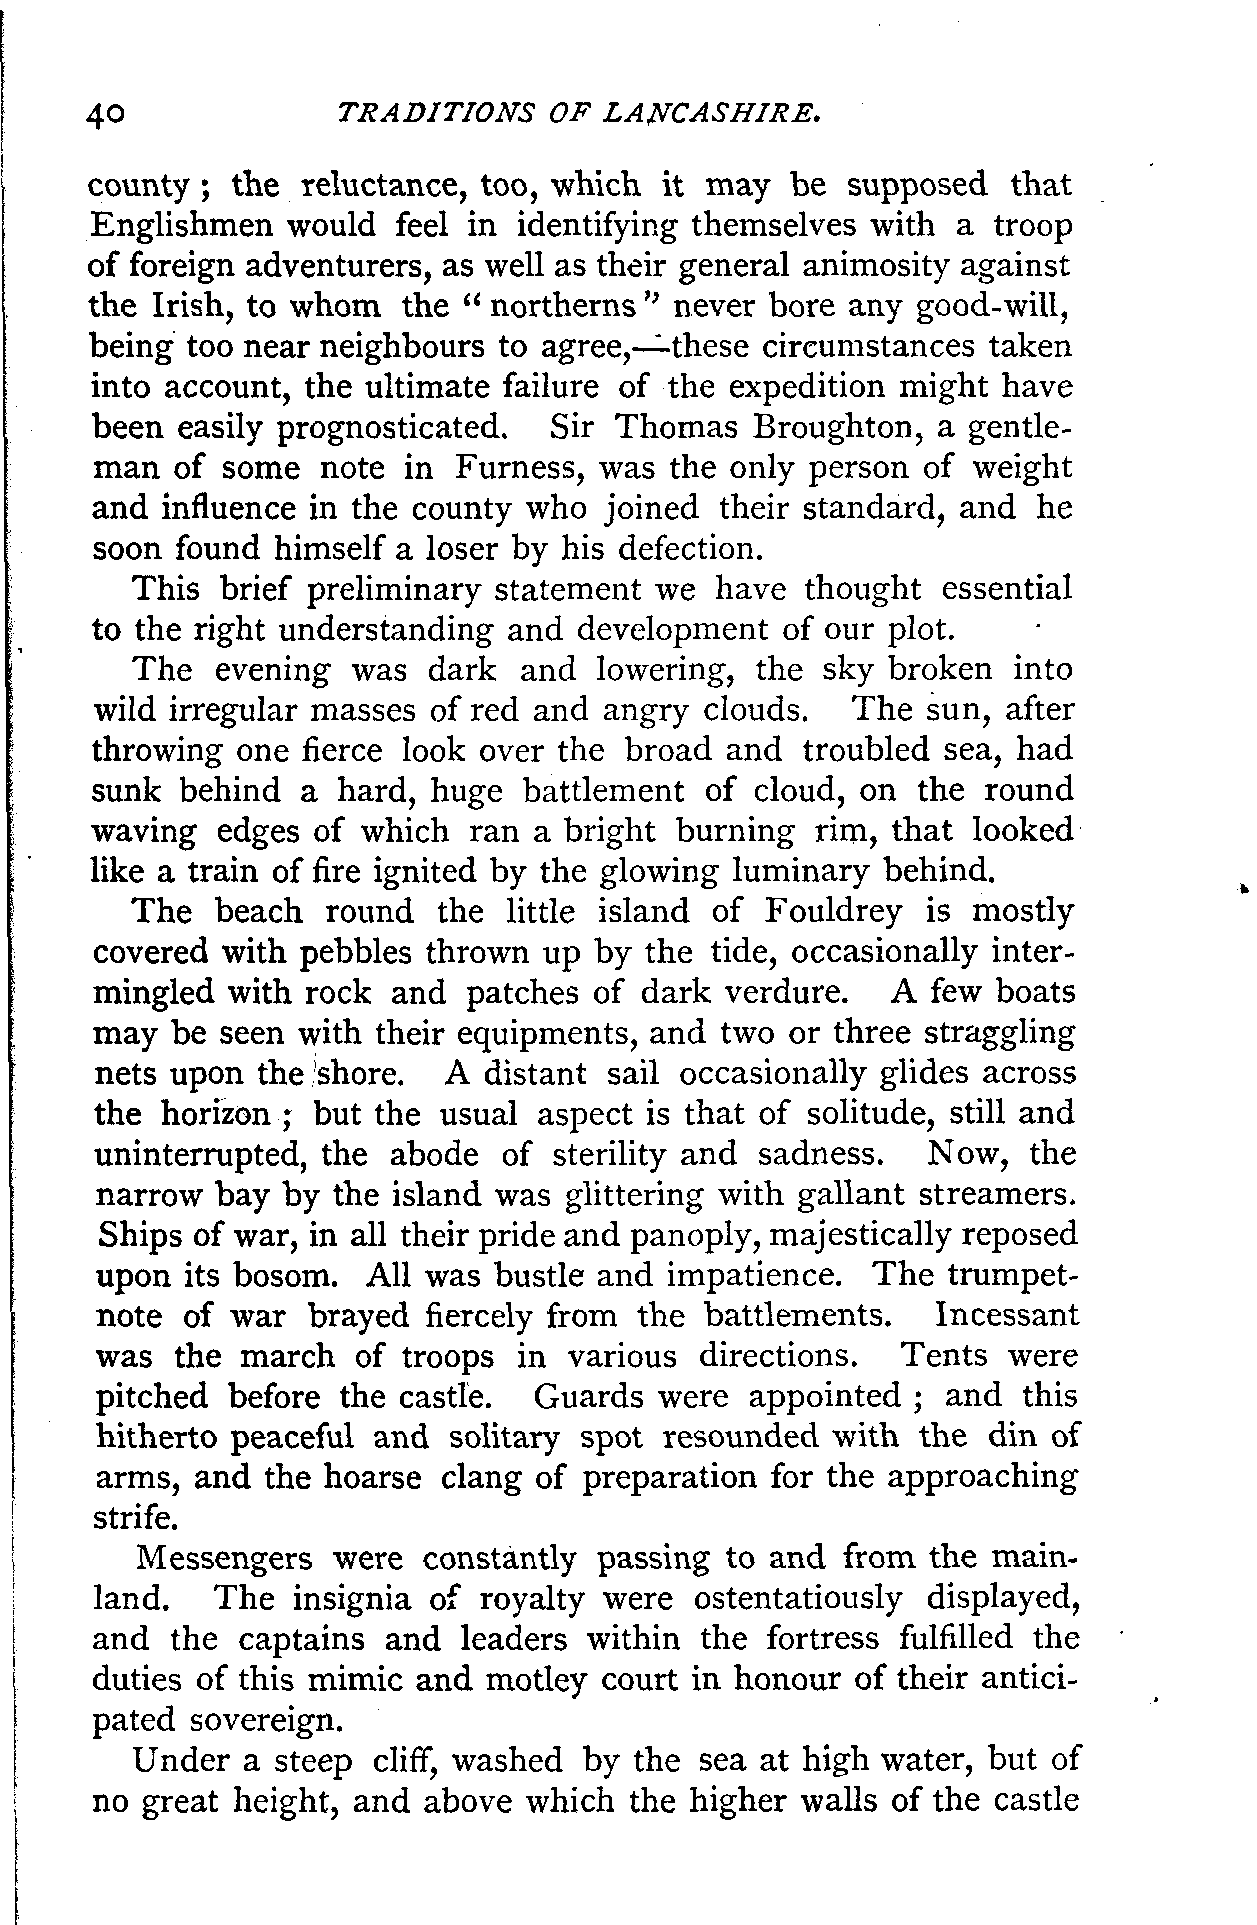 40 TRADITIONS OF LANCASHIRE.
county ; the reluctance, too, which it may be supposed that
Englishmen would feel in identifying themselves with a troop
of foreign adventurers, as well as their general animosity against
the Irish, to whom the “ northerns ” never bore any good-will,
being too near neighbours to agree,—these circumstances taken
into account, the ultimate failure of the expedition might have
been easily prognosticated. Sir Thomas Broughton, a gentle-
man of some note in Furness, was the only person of weight
and influence in the county who joined their standard, and he
soon found himself a loser by his defection.
This brief preliminary statement we have thought essential
to the right understanding and development of our plot.
The evening was dark and lowering, the sky broken into
wild irregular masses of red and angry clouds. The sun, after
throwing one fierce look over the broad and troubled sea, had
sunk behind a hard, huge battlement of cloud, on the round
waving edges of which ran a bright burning rim, that looked
like a train of fire ignited by the glowing luminary behind.
The beach round the little island of Fouldrey is mostly
covered with pebbles thrown up by the tide, occasionally inter-
mingled with rock and patches of dark verdure. A few boats
may be seen with their equipments, and two or three straggling
nets upon the shore. A distant sail occasionally glides across
the horizon ; but the usual aspect is that of solitude, still and
uninterrupted, the abode of sterility and sadness. Now, the
narrow bay by the island was glittering with gallant streamers.
Ships of war, in all their pride and panoply, majestically reposed
upon its bosom. All was bustle and impatience. The trumpet-
note of war brayed fiercely from the battlements. Incessant
was the march of troops in various directions. Tents were
pitched before the castle. Guards were appointed ; and this
hitherto peaceful and solitary spot resounded with the din of
arms, and the hoarse clang of preparation for the approaching
strife.
Messengers were constantly passing to and from the main-
land. The insignia of royalty were ostentatiously displayed,
and the captains and leaders within the fortress fulfilled the
duties of this mimic and motley court in honour of their antici-
pated sovereign.
Under a steep cliff, washed by the sea at high water, but of
no great height, and above which the higher walls of the castle